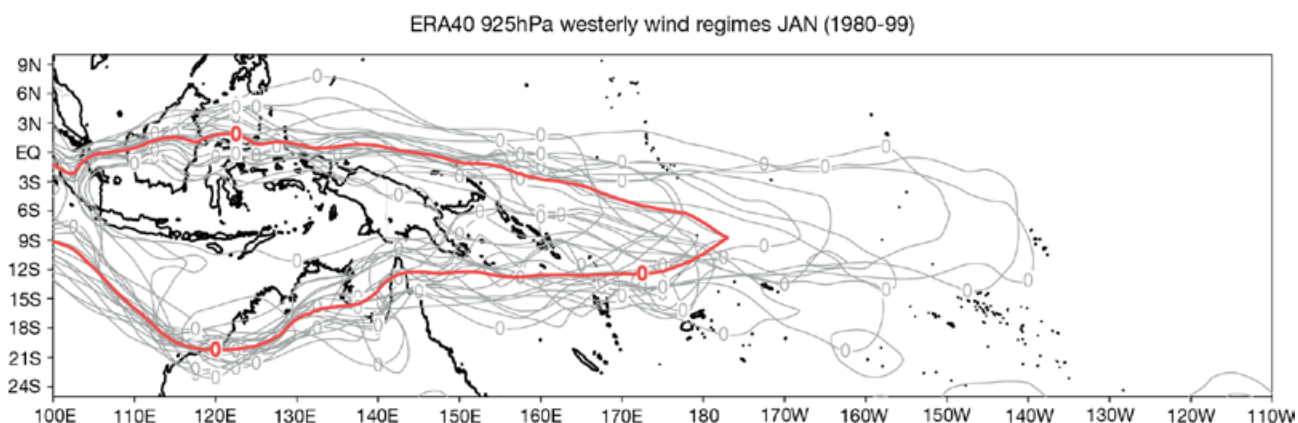 ERA40 925hPa westerly wind regimes JAN (1980-99)
9N
6N
3N
EQ
3S
6S
9S
12S
15S
18S
21S
24S
100E 110E 120E 130E 140E 150E 160E 170E 180 170W 160W 150W 140W 130W 120W 110W
0
0
0